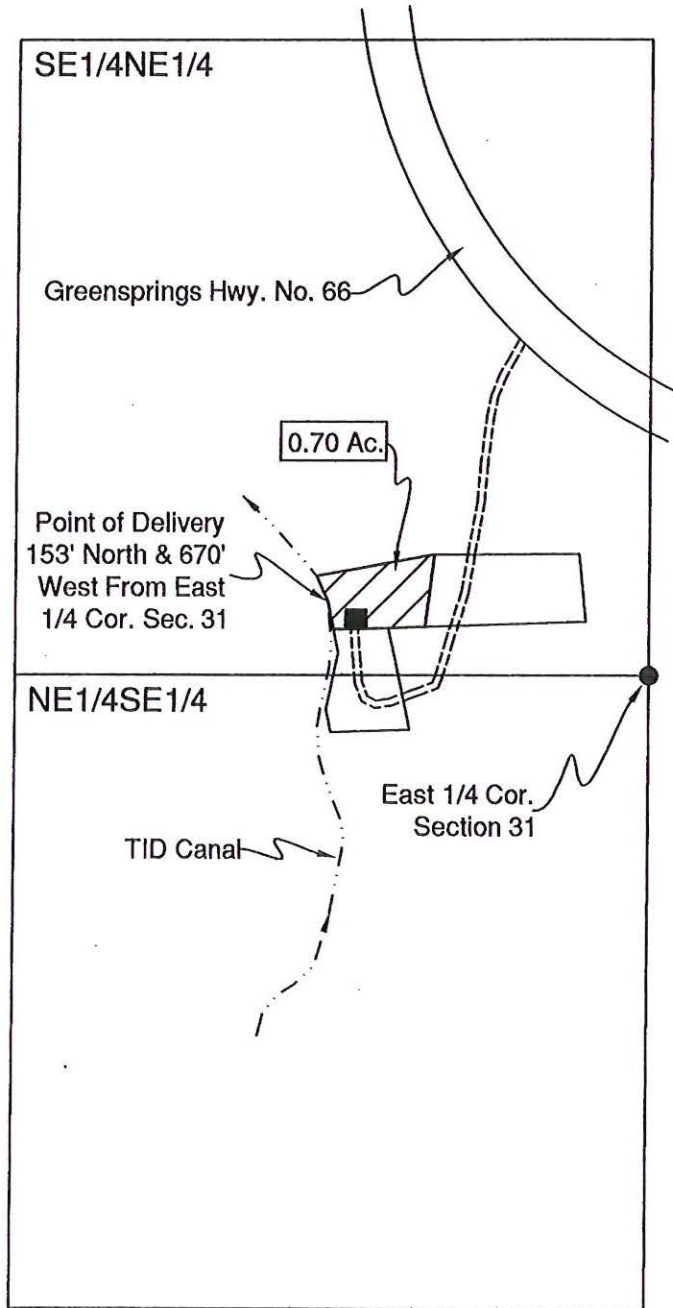 SE1/4NE1/4
Greensprings Hwy. No. 66
0.70 Ac.
Point of Delivery
153' North & 670'
West From East
1/4 Cor. Sec. 31
NE1/4SE1/4
East 1/4 Cor.
Section 31
TID Canal